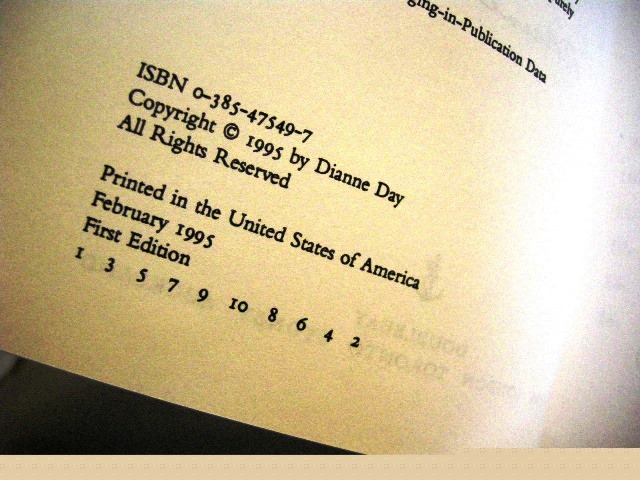 ging-in-Publication Data
ISBN 0-385-47549-7
Copyright © 1995 by Dianne Day
All Rights Reserved
Printed in the United States of America
February 1995
First Edition
1 3 5 7 9 10 8 6 4 2